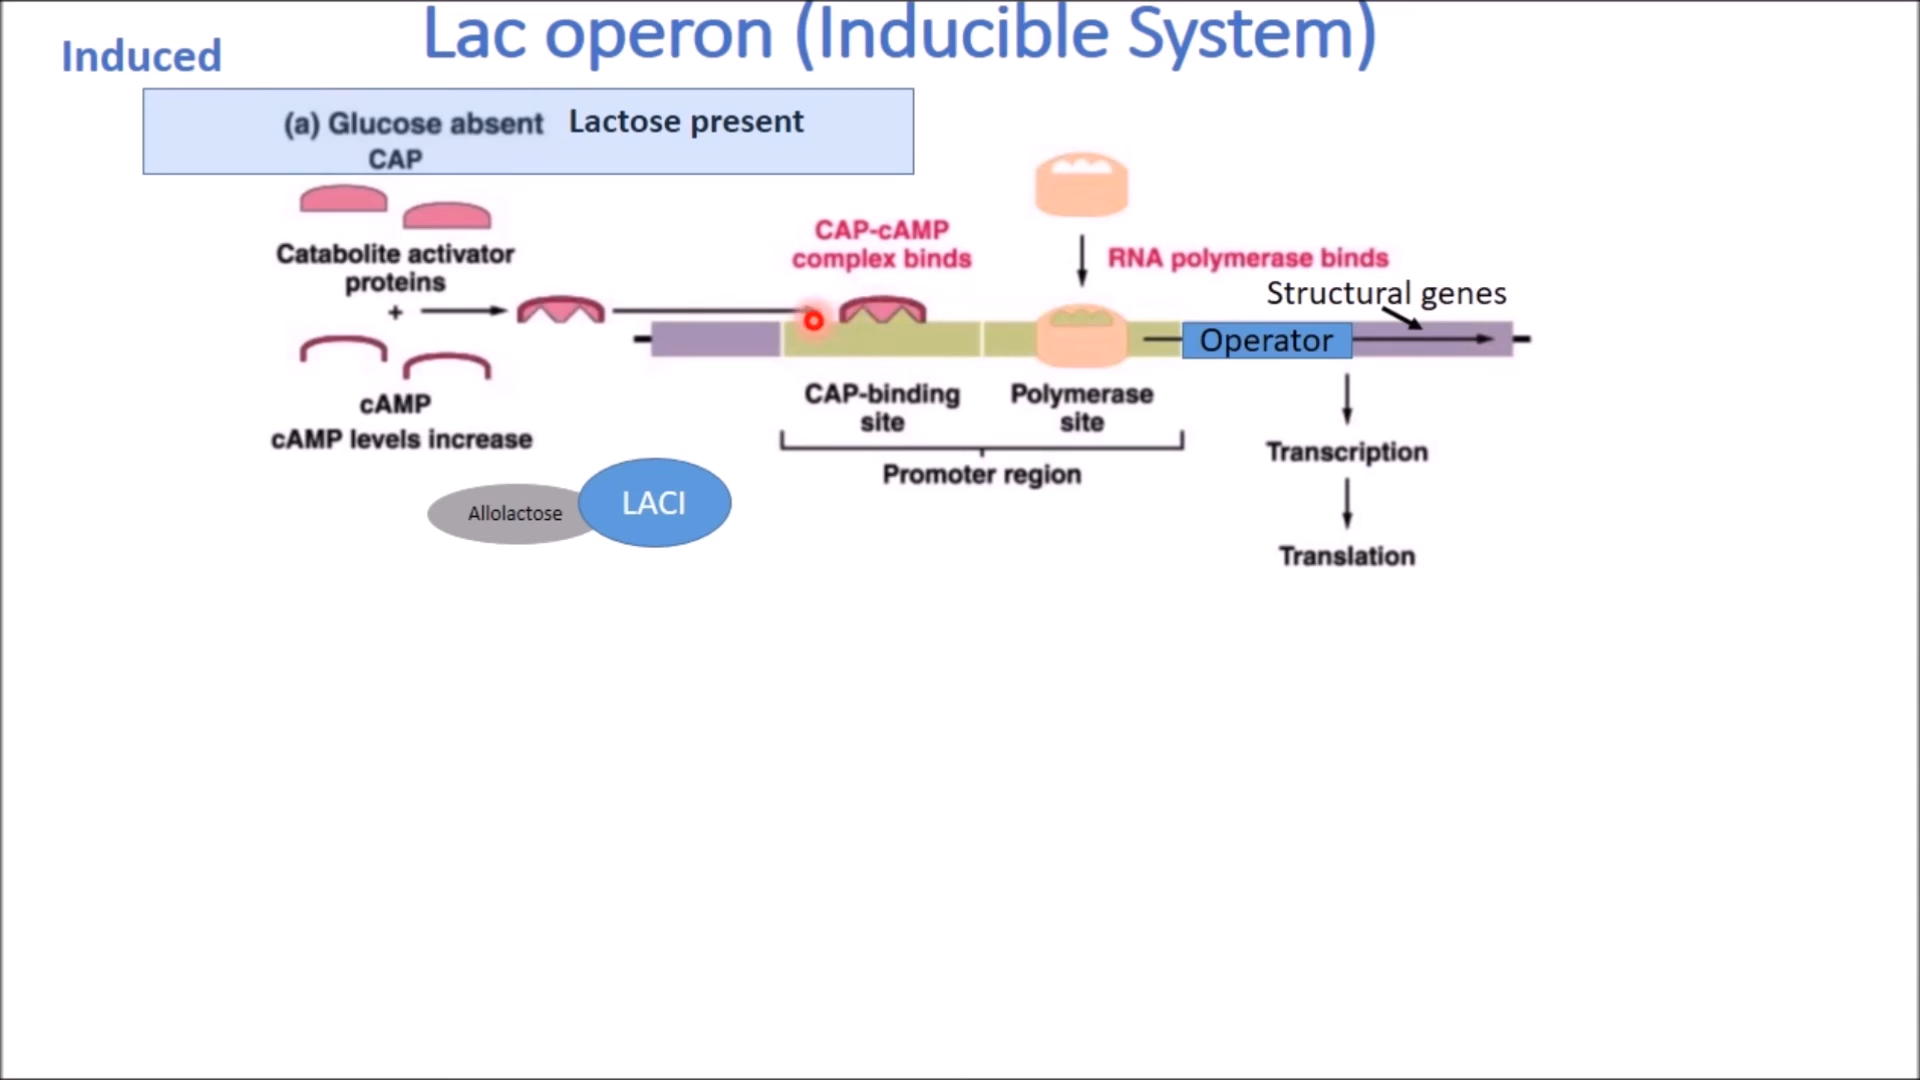 Lac operon (Inducible System)
Induced
(a) Glucose absent Lactose present
CAP
Catabolite activator
proteins
+
cAMP
cAMP levels increase
CAP-cAMP
complex binds
RNA polymerase binds
Structural genes
Operator
CAP-binding
site
Polymerase
site
Promoter region
Transcription
Translation
Allolactose
LACI